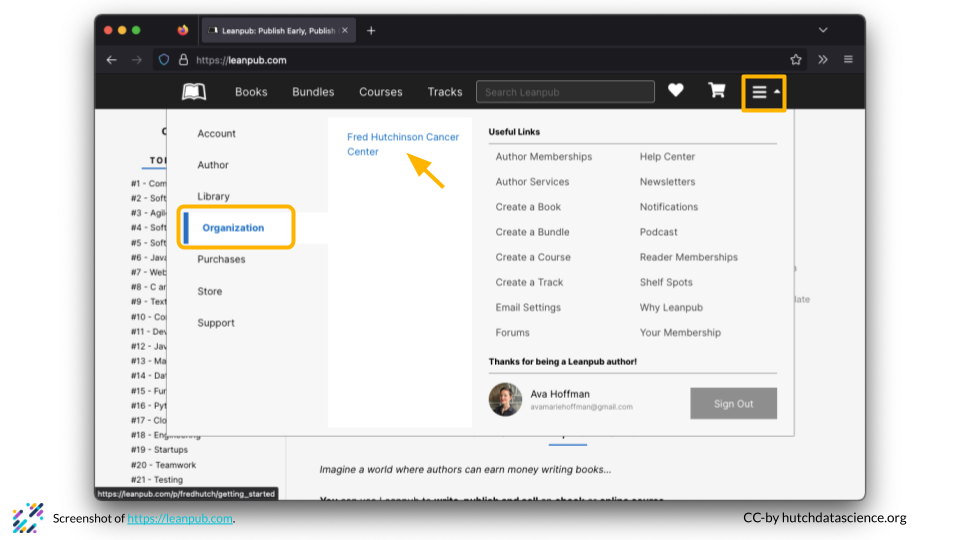 Leanpub: Publish Early, Publish
https://leanpub.com
Books Bundles Courses Tracks Search Leanpub
Account
Author
Library
Organization
Purchases
Store
Support
Fred Hutchinson Cancer
Center
Useful Links
Author Memberships Help Center
Author Services Newsletters
Create a Book Notifications
Create a Bundle Podcast
Create a Course Reader Memberships
Create a Track Shelf Spots
Email Settings Why Leanpub
Forums Your Membership
Thanks for being a Leanpub author!
Ava Hoffman
avamariehoffman@gmail.com
Sign Out
#1 - Com
#2 - Soft
#3 - Agil
#4 - Soft
#5 - Soft
#6 - Java
#7 - Web
#8 - C an
#9 - Text
#10 - Co
#11 - Dev
#12 - Jav
#13 - Ma
#14 - Dat
#15 - Fur
#16 - Pyt
#17 - Clo
#18 - Engineering
#19 - Startups
#20 - Teamwork
#21 - Testing
Imagine a world where authors can earn money writing books...
https://leanpub.com/p/fredhutch/getting_started
Screenshot of https://leanpub.com.
CC-by hutchdatascience.org